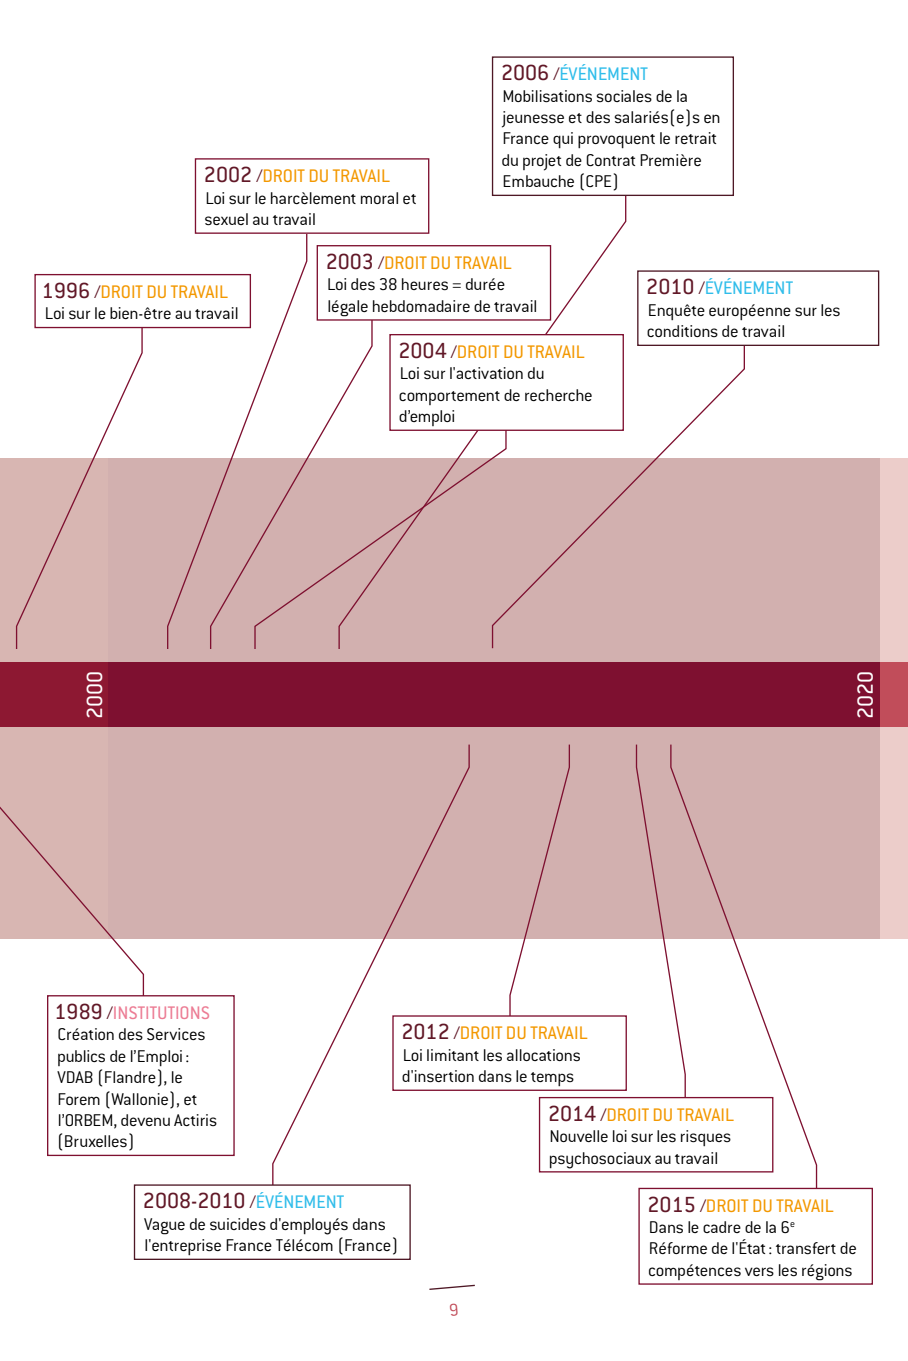 2006 /ÉVÉNEMENT
Mobilisations sociales de la
jeunesse et des salariés(e)s en
France qui provoquent le retrait
du projet de Contrat Première
Embauche (CPE)
2002 /DROIT DU TRAVAIL
Loi sur le harcèlement moral et
sexuel au travail
2003 /DROIT DU TRAVAIL
Loi des 38 heures = durée
légale hebdomadaire de travail
1996 /DROIT DU TRAVAIL
Loi sur le bien-être au travail
2010 /ÉVÉNEMENT
Enquête européenne sur les
conditions de travail
2004 /DROIT DU TRAVAIL
Loi sur l'activation du
comportement de recherche
d’emploi
2000
2020
1989 /INSTITUTIONS
Création des Services
publics de l’Emploi :
VDAB (Flandre), le
Forem (Wallonie), et
l’ORBEM, devenu Actiris
(Bruxelles)
2012 /DROIT DU TRAVAIL
Loi limitant les allocations
d'insertion dans le temps
2014 /DROIT DU TRAVAIL
Nouvelle loi sur les risques
psychosociaux au travail
2008-2010 /ÉVÉNEMENT
Vague de suicides d'employés dans
l'entreprise France Télécom (France)
2015 /DROIT DU TRAVAIL
Dans le cadre de la 6e
Réforme de l'État : transfert de
compétences vers les régions
9